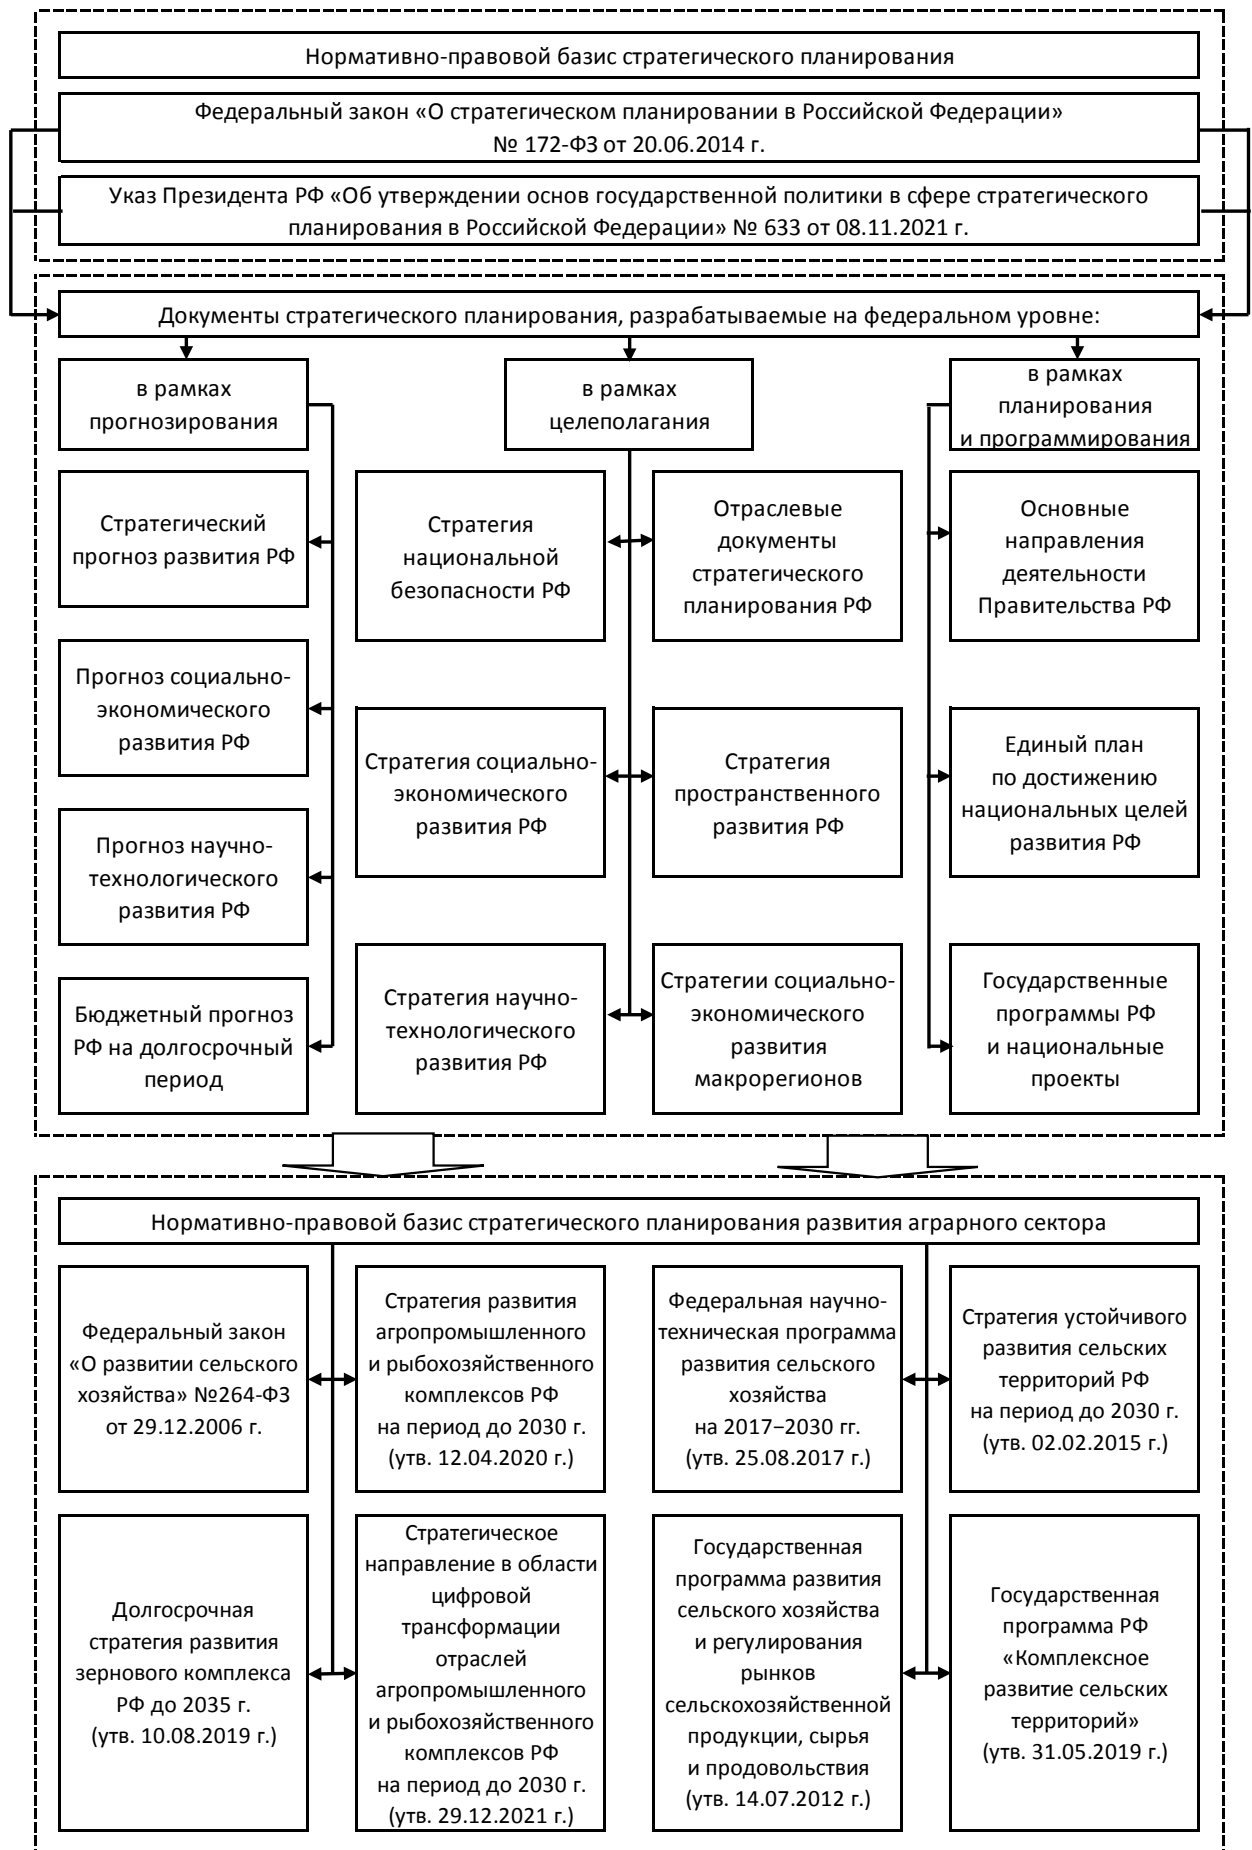 Нормативно-правовой базис стратегического планирования
Федеральный закон «О стратегическом планировании в Российской Федерации»
№ 172-ФЗ от 20.06.2014 г.
Указ Президента РФ «Об утверждении основ государственной политики в сфере стратегического
планирования в Российской Федерации» № 633 от 08.11.2021 г.
Документы стратегического планирования, разрабатываемые на федеральном уровне:
в рамках
прогнозирования
в рамках
целеполагания
в рамках
планирования
и программирования
Стратегический
прогноз развития РФ
Прогноз социально-
экономического
развития РФ
Прогноз научно-
технологического
развития РФ
Бюджетный прогноз
РФ на долгосрочный
период
Стратегия
национальной
безопасности РФ
Стратегия социально-
экономического
развития РФ
Стратегия научно-
технологического
развития РФ
Отраслевые
документы
стратегического
планирования РФ
Стратегия
пространственного
развития РФ
Стратегии социально-
экономического
развития
макрорегионов
Основные
направления
деятельности
Правительства РФ
Единый план
по достижению
национальных целей
развития РФ
Государственные
программы РФ
и национальные
проекты
Нормативно-правовой базис стратегического планирования развития аграрного сектора
Федеральный закон
«О развитии сельского
хозяйства» №264-ФЗ
от 29.12.2006 г.
Стратегия развития
агропромышленного
и рыбохозяйственного
комплексов РФ
на период до 2030 г.
(утв. 12.04.2020 г.)
Федеральная научно-
техническая программа
развития сельского
хозяйства
на 2017–2030 гг.
(утв. 25.08.2017 г.)
Стратегия устойчивого
развития сельских
территорий РФ
на период до 2030 г.
(утв. 02.02.2015 г.)
Долгосрочная
стратегия развития
зернового комплекса
РФ до 2035 г.
(утв. 10.08.2019 г.)
Стратегическое
направление в области
цифровой
трансформации
отраслей
агропромышленного
и рыбохозяйственного
комплексов РФ
на период до 2030 г.
(утв. 29.12.2021 г.)
Государственная
программа развития
сельского хозяйства
и регулирования
рынков
сельскохозяйственной
продукции, сырья
и продовольствия
(утв. 14.07.2012 г.)
Государственная
программа РФ
«Комплексное
развитие сельских
территорий»
(утв. 31.05.2019 г.)